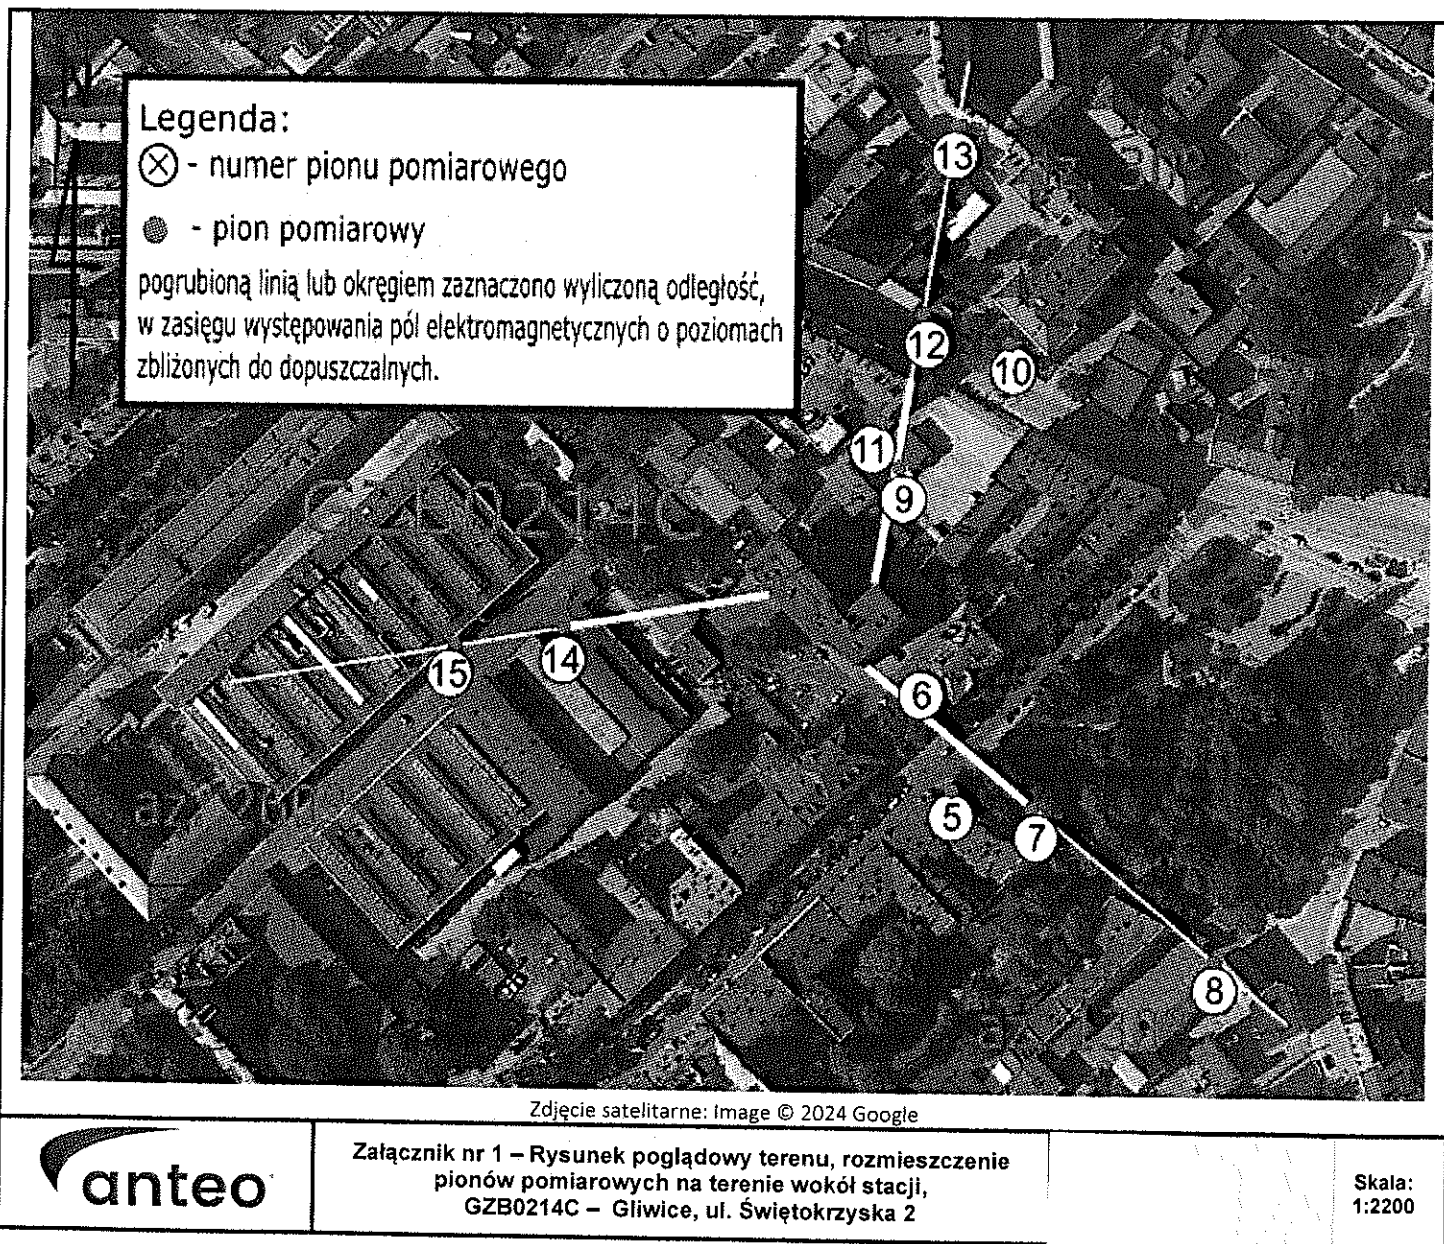 Legenda:
- numer pionu pomiarowego
- pion pomiarowy
pogrubioną linią lub okręgiem zaznaczono wyliczoną odległość,
w zasięgu występowania pól elektromagnetycznych o poziomach
zbliżonych do dopuszczalnych.
13
12
10
11
9
14
15
6
5
7
8
Zdjęcie satelitarne: Image © 2024 Google
anteo
Załącznik nr 1 – Rysunek poglądowy terenu, rozmieszczenie
pionów pomiarowych na terenie wokół stacji,
GZB0214C – Gliwice, ul. Świętokrzyska 2
Skala:
1:2200